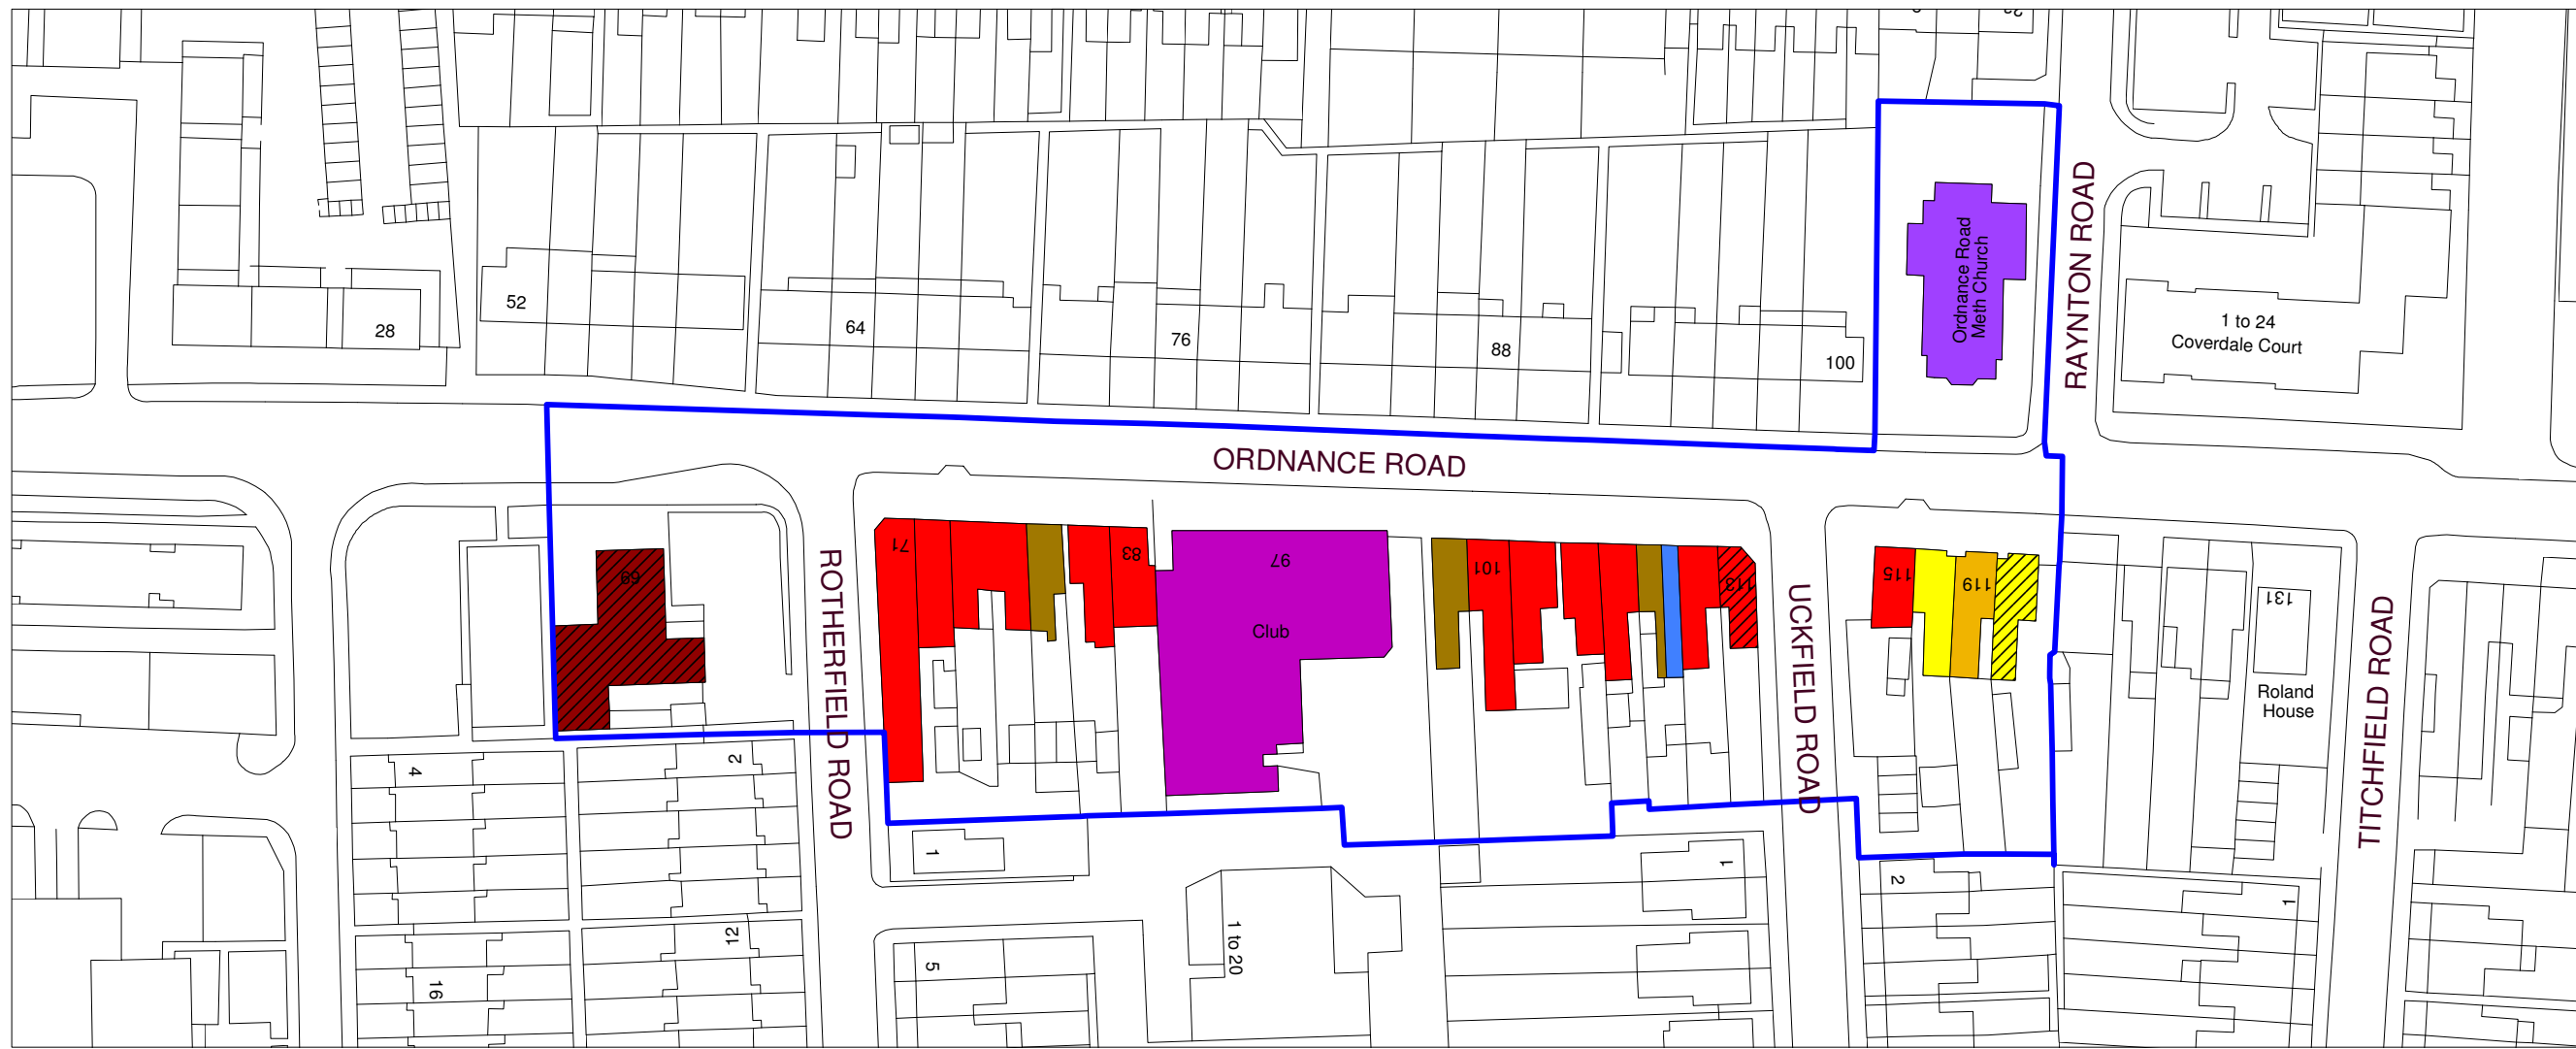 52
28
64
76
88
100
Ordnance Road
Meth Church
RAYNTON ROAD
1 to 24
Coverdale Court
ORDNANCE ROAD
69
71
83
97
Club
101
113
115
119
131
Roland
House
ROTHERFIELD ROAD
UCKFIELD ROAD
TITCHFIELD ROAD
4
2
1
1
2
1
12
16
5
1 to 20